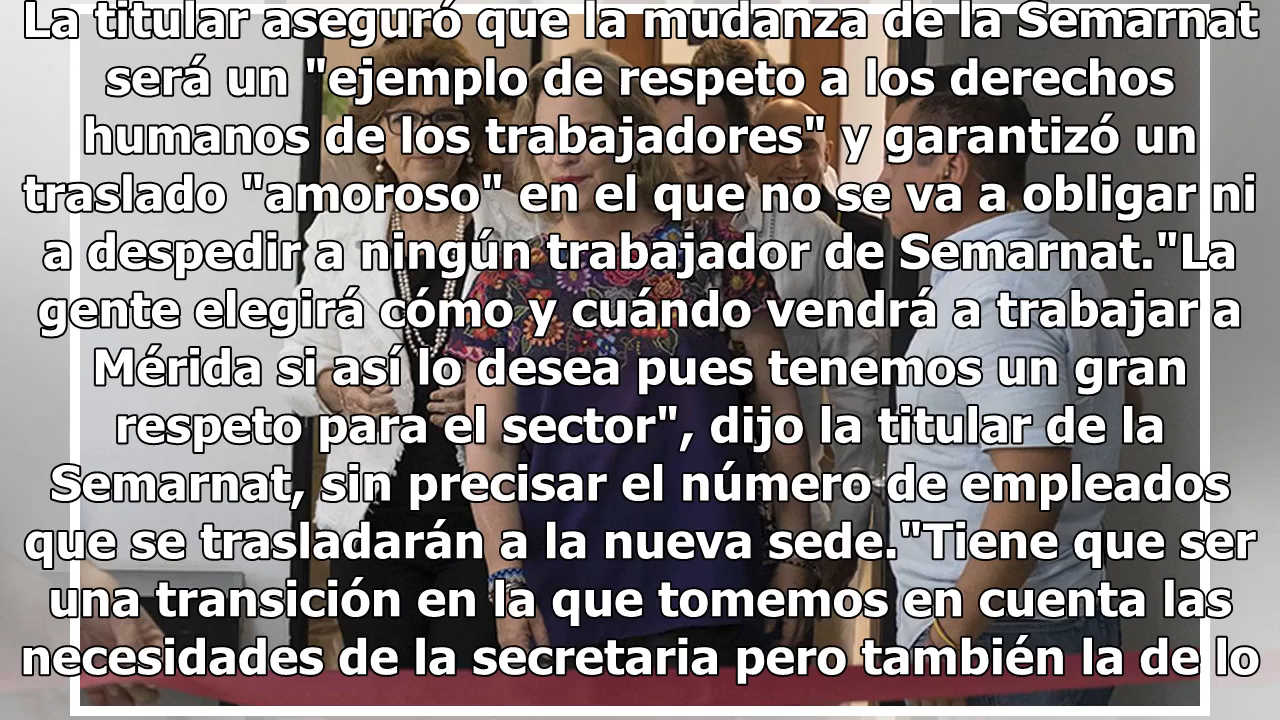 La titular aseguró que la mudanza de la Semarnat
será un "ejemplo de respeto a los derechos
humanos de los trabajadores" y garantizó un
traslado "amoroso" en el que no se va a obligar ni
a despedir a ningún trabajador de Semarnat."La
gente elegirá cómo y cuándo vendrá a trabajar a
Mérida si así lo desea pues tenemos un gran
respeto para el sector", dijo la titular de la
Semarnat, sin precisar el número de empleados
que se trasladarán a la nueva sede."Tiene que ser
una transición en la que tomemos en cuenta las
necesidades de la secretaria pero también la de lo